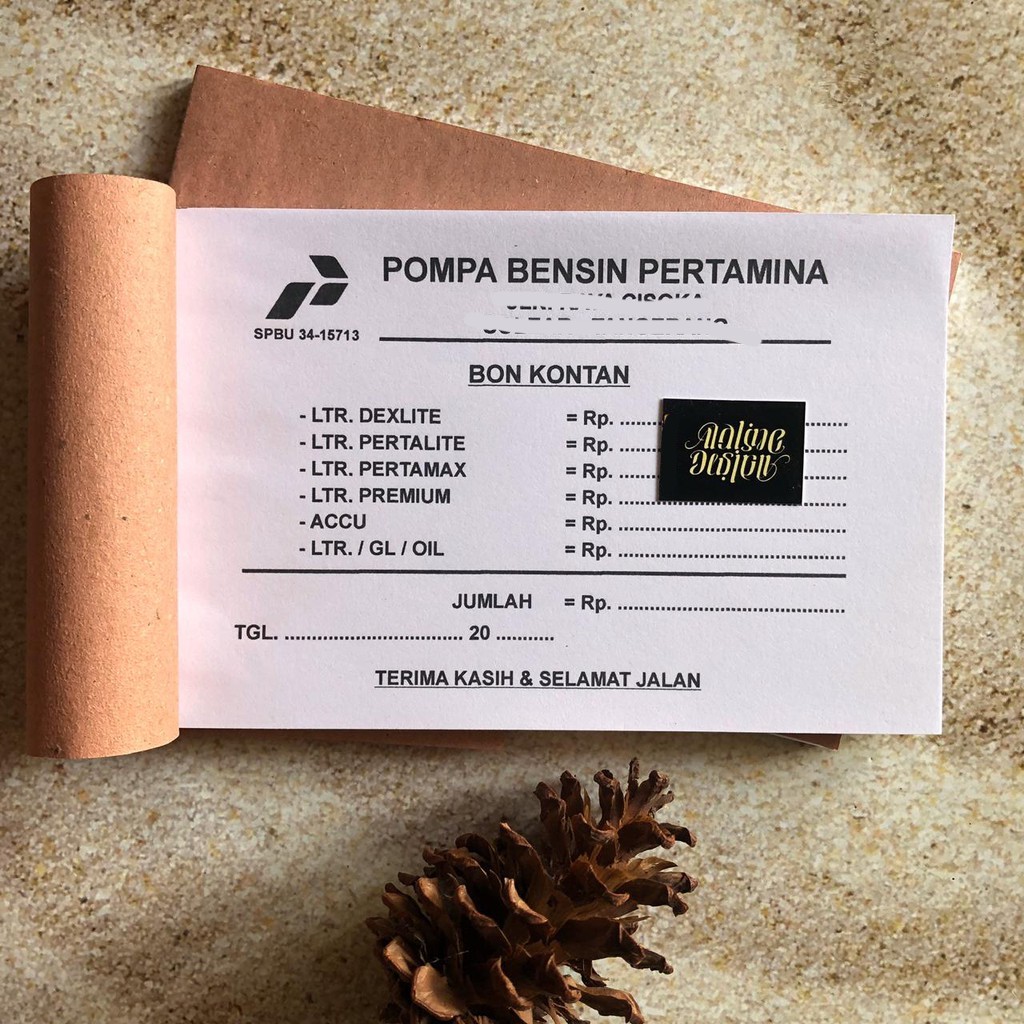 POMPA BENSIN PERTAMINA
SPBU 34-15713
BON KONTAN
- LTR. DEXLITE = Rp. ..........................................
- LTR. PERTALITE = Rp. ..........................................
- LTR. PERTAMAX = Rp. ..........................................
- LTR. PREMIUM = Rp. ..........................................
- ACCU = Rp. ..........................................
- LTR. / GL / OIL = Rp. ..........................................
JUMLAH = Rp. ..........................................
TGL. ................................. 20 ...........
TERIMA KASIH & SELAMAT JALAN